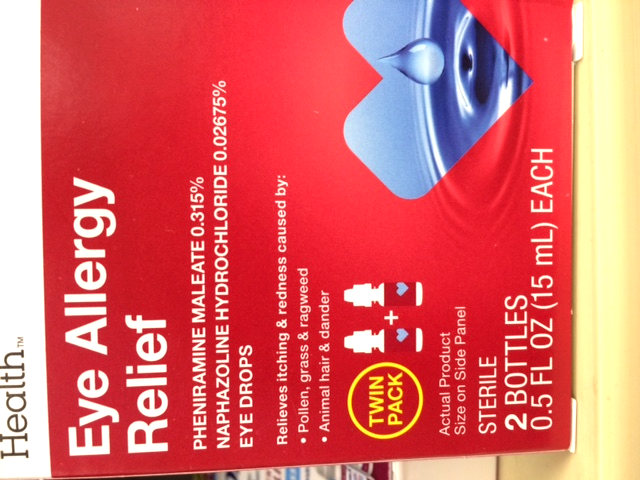 Health™
Eye Allergy
Relief
PHENIRAMINE MALEATE 0.315%
NAPHAZOLINE HYDROCHLORIDE 0.02675%
EYE DROPS
Relieves itching & redness caused by:
• Pollen, grass & ragweed
• Animal hair & dander
TWIN
PACK
+
Actual Product
Size on Side Panel
STERILE
2 BOTTLES
0.5 FL OZ (15 mL) EACH